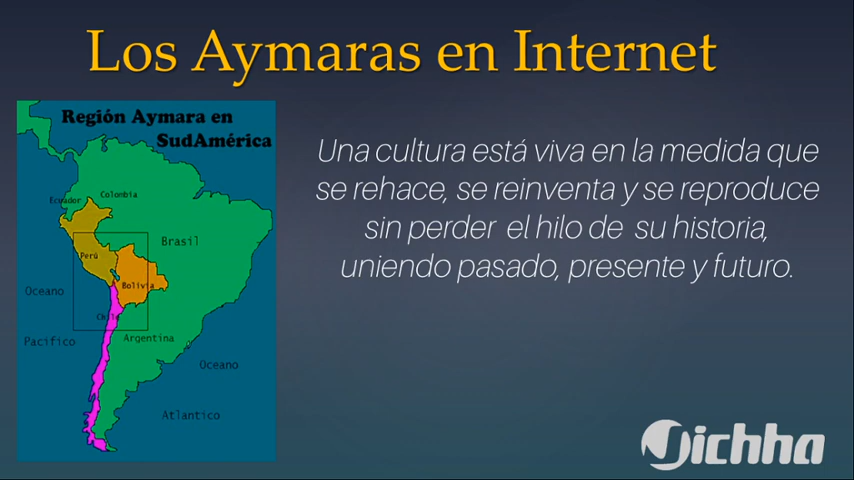 Los Aymaras en Internet
Región Aymara en
SudAmérica
Ecuador
Colombia
Brasil
Perú
Bolivia
Oceano
Chile
Pacífico
Argentina
Oceano
Atlantico
Una cultura está viva en la medida que
se rehace, se reinventa y se reproduce
sin perder el hilo de su historia,
uniendo pasado, presente y futuro.
Jichha